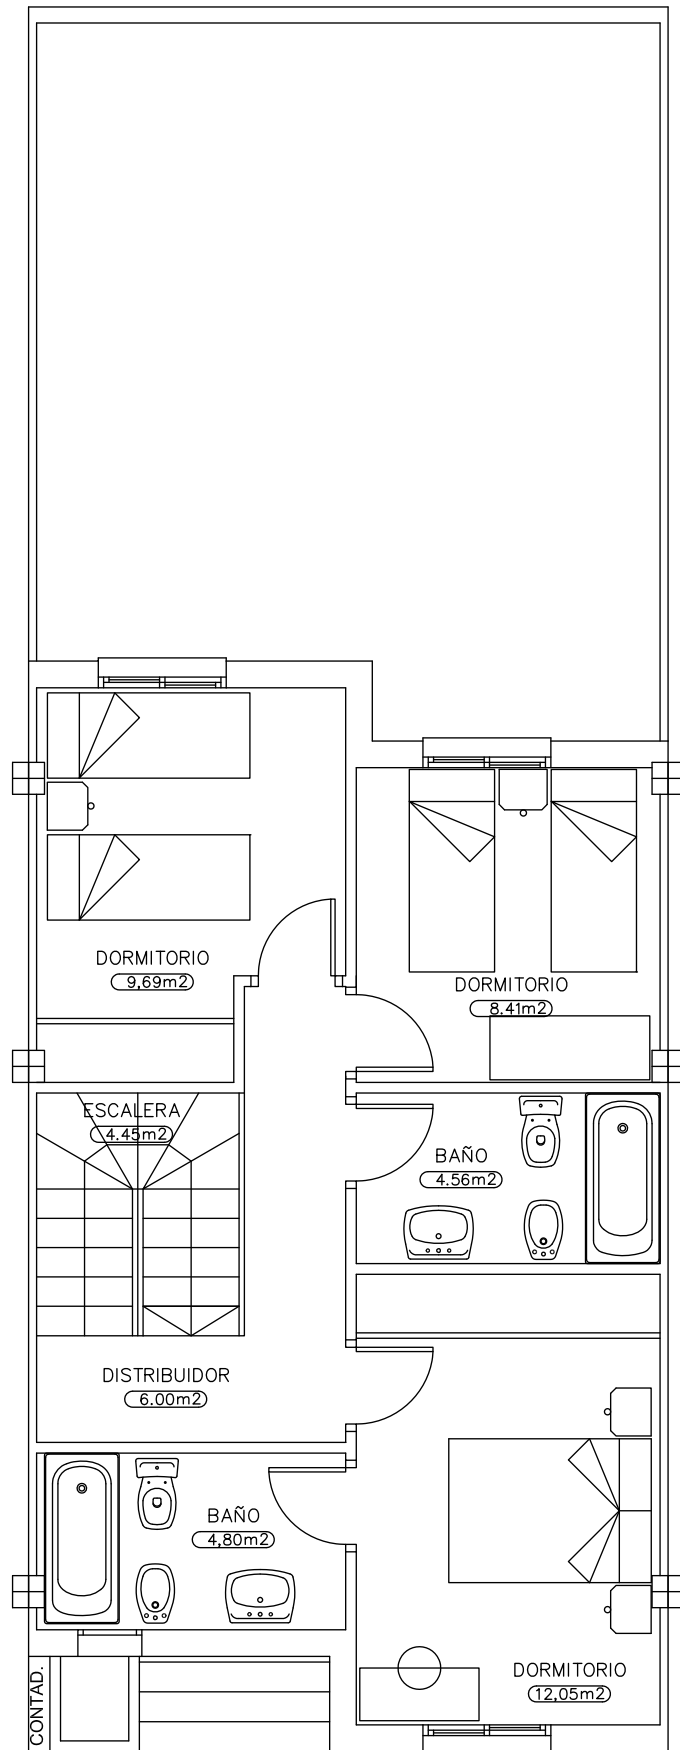 DORMITORIO
9,69m2
DORMITORIO
8.41m2
ESCALERA
4.45m2
BAÑO
4.56m2
DISTRIBUIDOR
6.00m2
BAÑO
4,80m2
DORMITORIO
12,05m2
CONTAD.